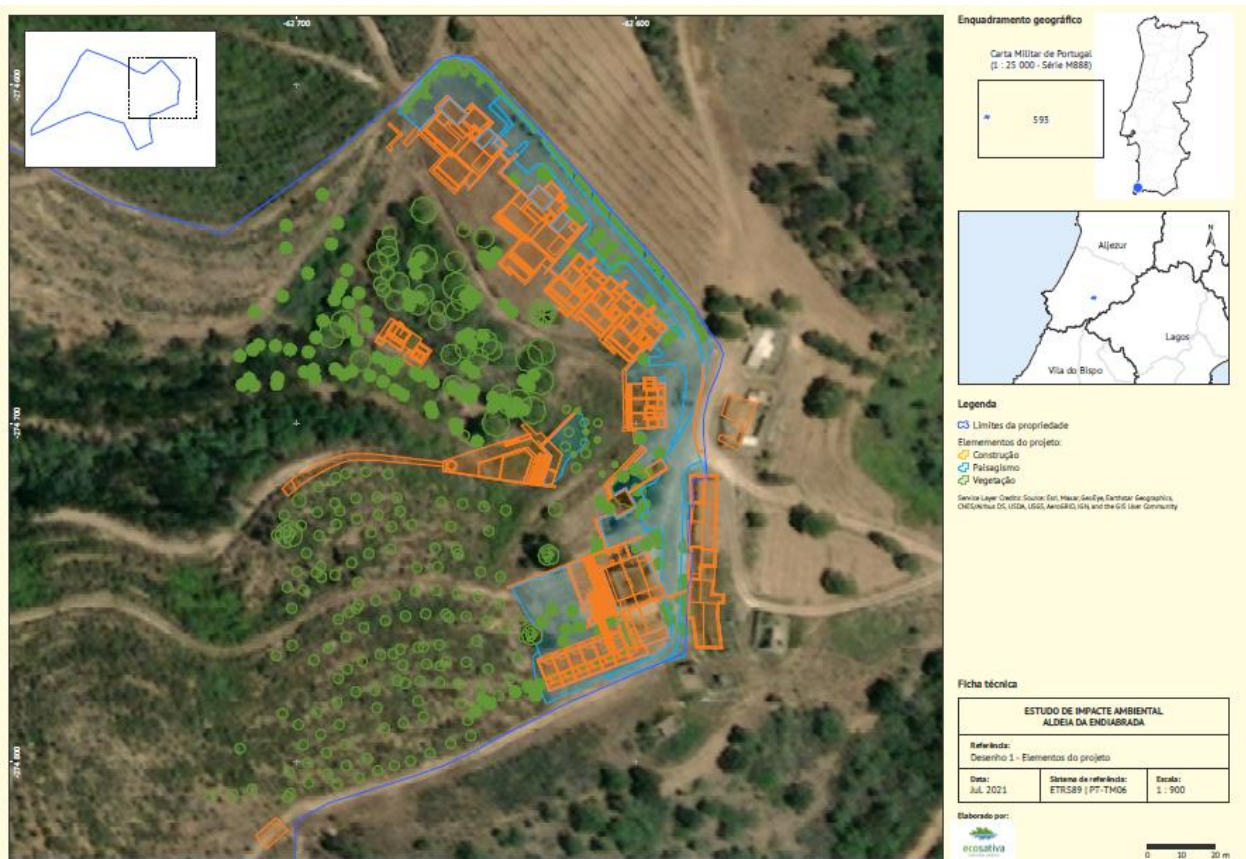 -62 700
-62 600
-274 600
-274 700
-274 800
Enquadramento geográfico
Carta Militar de Portugal
(1 : 25 000 - Série M888)
593
N
Aljezur
Lagos
Vila do Bispo
Legenda
Limites da propriedade
Elementos do projeto:
Construção
Paisagismo
Vegetação
Service Layer Credits: Source: Esri, Maxar, GeoEye, Earthstar Geographics,
CNES/Airbus DS, USDA, USGS, AeroGRID, IGN, and the GIS User Community
Ficha técnica
ESTUDO DE IMPACTE AMBIENTAL
ALDEIA DA ENDIABRADA
Referência:
Desenho 1 - Elementos do projeto
Data:
Jul. 2021
Sistema de referência:
ETRS89 | PT-TM06
Escala:
1 : 900
Elaborado por:
ecosativa
0 10 20 m